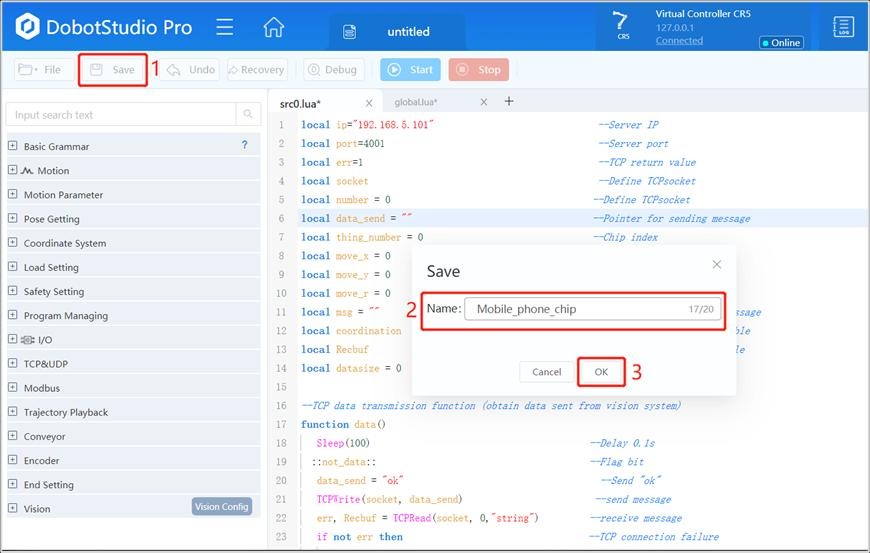 DobotStudio Pro
untitled
CR5
Virtual Controller CR5
127.0.0.1
Connected
Online
LOG
File
Save
1
Undo
Recovery
Debug
Start
Stop
Input search text
Basic Grammar ?
Motion
Motion Parameter
Pose Getting
Coordinate System
Load Setting
Safety Setting
Program Managing
I/O
TCP&UDP
Modbus
Trajectory Playback
Conveyor
Encoder
End Setting
Vision
Vision Config
src0.lua*
global.lua*
1 local ip="192.168.5.101" --Server IP
2 local port=4001 --Server port
3 local err=1 --TCP return value
4 local socket --Define TCPsocket
5 local number = 0 --Define TCPsocket
6 local data_send = "" --Pointer for sending message
7 local thing_number = 0 --Chip index
8 local move_x = 0
9 local move_y = 0
10 local move_r = 0
11 local msg = ""
12 local coordination
13 local Recbuf
14 local datasize = 0
15
16 --TCP data transmission function (obtain data sent from vision system)
17 function data()
18 Sleep(100) --Delay 0.1s
19 ::not_data:: --Flag bit
20 data_send = "ok" --Send "ok"
21 TCPWrite(socket, data_send) --send message
22 err, Recbuf = TCPRead(socket, 0,"string") --receive message
23 if not err then --TCP connection failure
Save
2
Name: Mobile_phone_chip 17/20
Cancel
OK
3